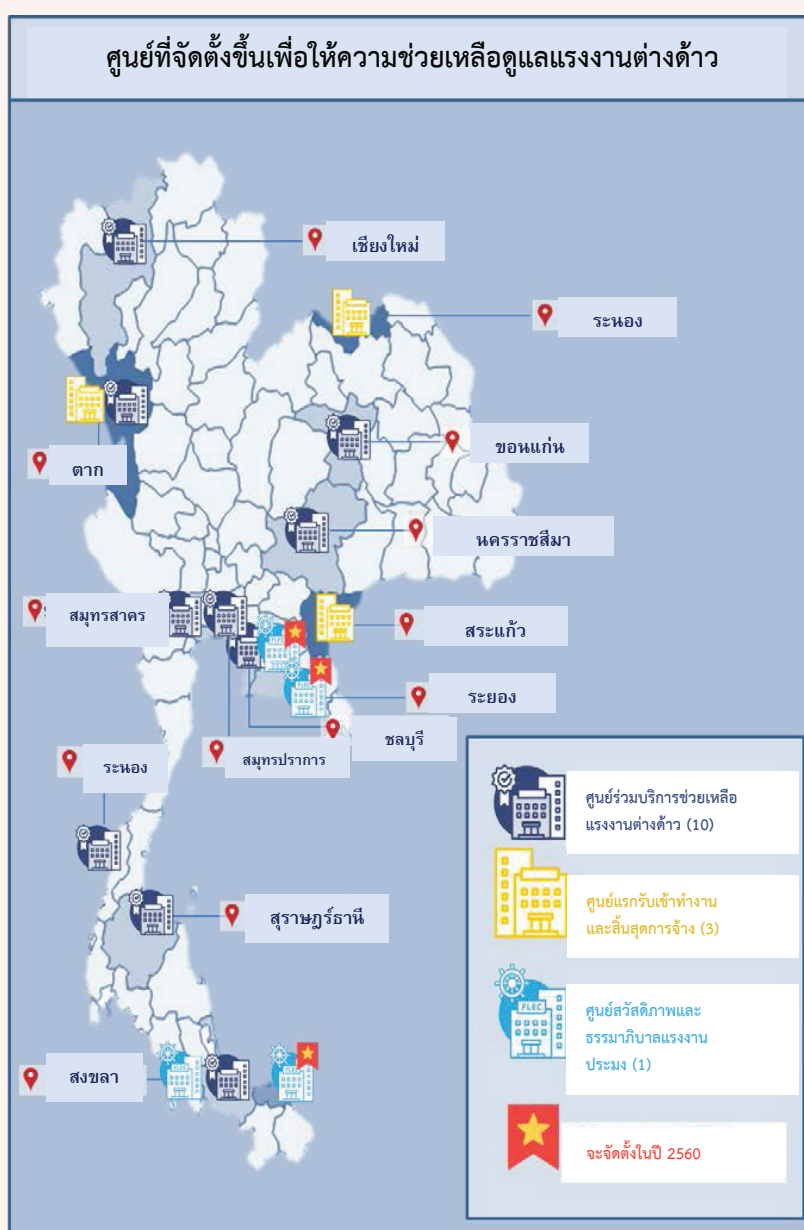 ศูนย์ที่จัดตั้งขึ้นเพื่อให้ความช่วยเหลือดูแลแรงงานต่างด้าว
เชียงใหม่
ระหนอง
ตาก
ขอนแก่น
นครราชสีมา
สมุทรสาคร
สระแก้ว
ระยอง
ชลบุรี
สมุทรปราการ
ระหนอง
สุราษฎร์ธานี
สงขลา
FLEC
FLEC
FLEC
FLEC
ศูนย์ร่วมบริการช่วยเหลือ
แรงงานต่างด้าว (10)
ศูนย์แรกรับเข้าทำงาน
และสิ้นสุดการจ้าง (3)
FLEC
ศูนย์สวัสดิภาพและ
ธรรมาภิบาลแรงงาน
ประมง (1)
จะจัดตั้งในปี 2560